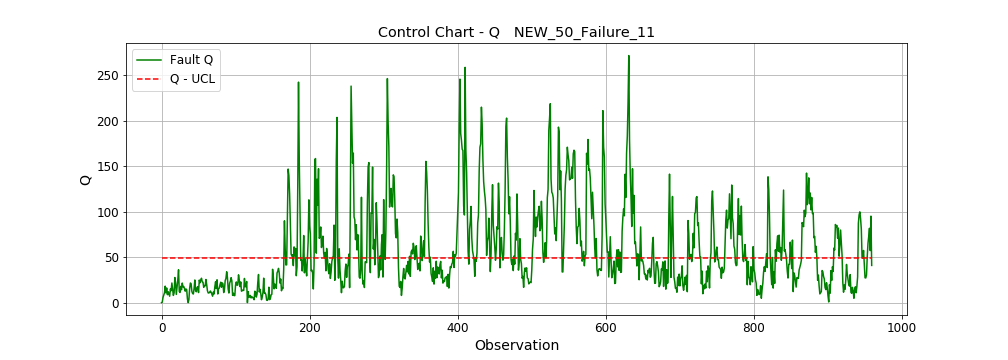 Control Chart - Q   NEW_50_Failure_11
Fault Q
Q - UCL
250
200
150
100
50
0
Q
0 200 400 600 800 1000
Observation